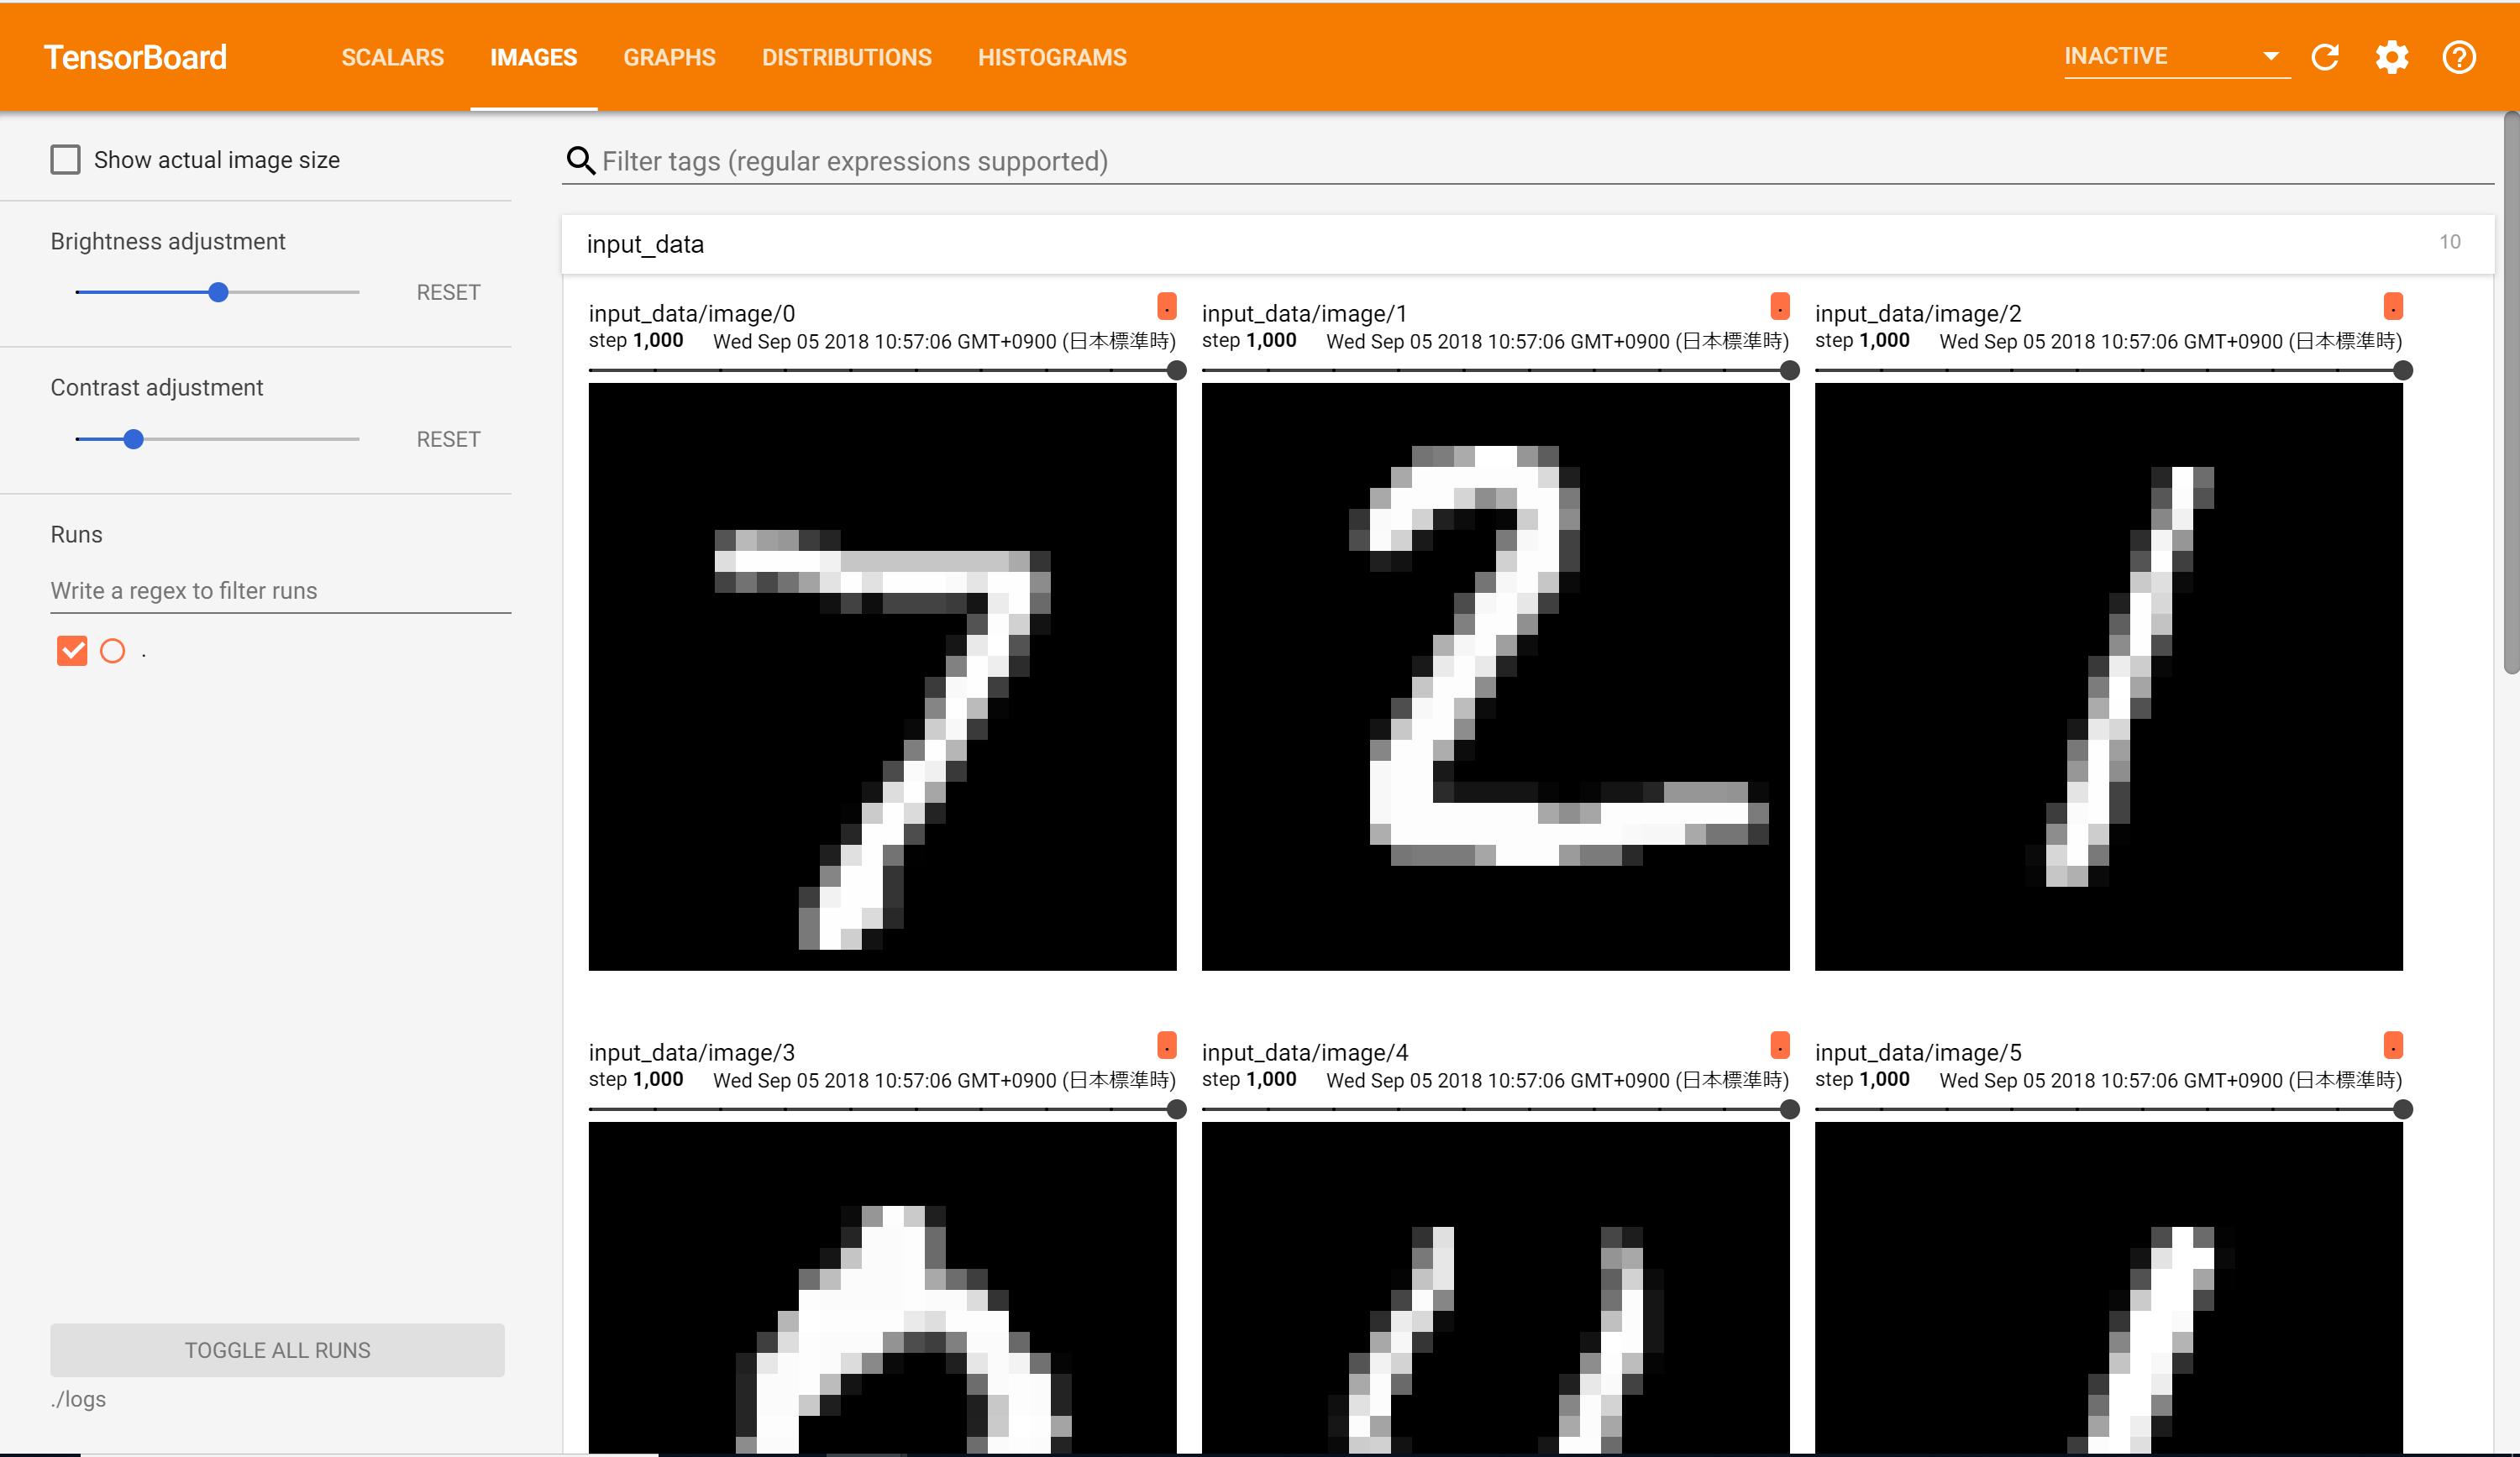 TensorBoard SCALARS IMAGES GRAPHS DISTRIBUTIONS HISTOGRAMS INACTIVE
Show actual image size
Brightness adjustment
RESET
Contrast adjustment
RESET
Runs
Write a regex to filter runs
.
TOGGLE ALL RUNS
./logs
Filter tags (regular expressions supported)
input_data 10
input_data/image/0 .
step 1,000 Wed Sep 05 2018 10:57:06 GMT+0900 (日本標準時)
7
input_data/image/1 .
step 1,000 Wed Sep 05 2018 10:57:06 GMT+0900 (日本標準時)
2
input_data/image/2 .
step 1,000 Wed Sep 05 2018 10:57:06 GMT+0900 (日本標準時)
1
input_data/image/3 .
step 1,000 Wed Sep 05 2018 10:57:06 GMT+0900 (日本標準時)
input_data/image/4 .
step 1,000 Wed Sep 05 2018 10:57:06 GMT+0900 (日本標準時)
input_data/image/5 .
step 1,000 Wed Sep 05 2018 10:57:06 GMT+0900 (日本標準時)